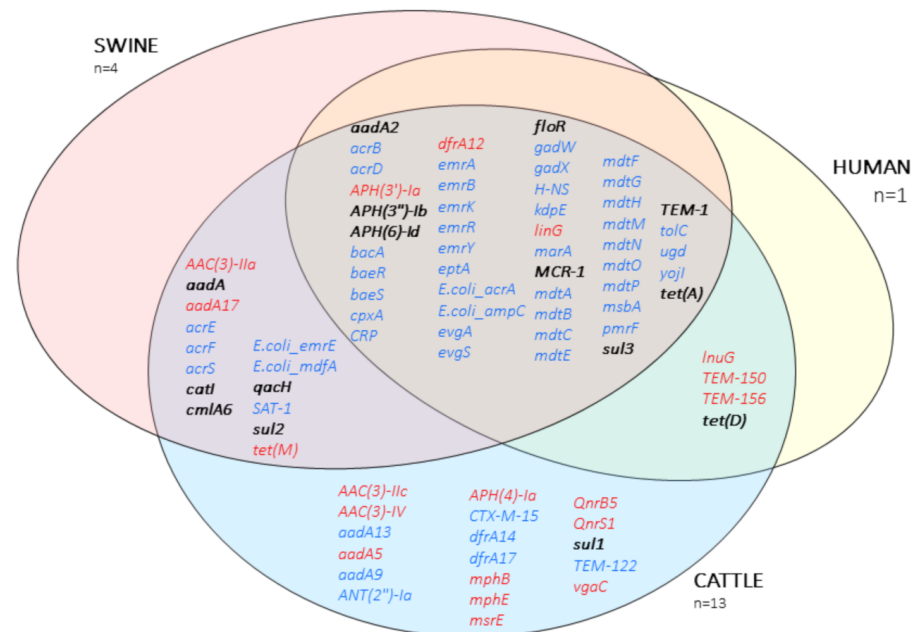 SWINE
n=4
HUMAN
n=1
aadA2
acrB
acrD
APH(3')-Ia
APH(3")-Ib
APH(6)-Id
bacA
baeR
baeS
cpxA
CRP
dfrA12
emrA
emrB
emrK
emrR
emrY
eptA
E.coli_acrA
E.coli_ampC
evgA
evgS
floR
gadW
gadX
H-NS
kdpE
linG
marA
MCR-1
mdtA
mdtB
mdtC
mdtE
mdtF
mdtG
mdtH
mdtM
mdtN
mdtO
mdtP
msbA
pmrF
sul3
TEM-1
tolC
ugd
yojI
tet(A)
AAC(3)-IIa
aadA
aadA17
acrE
acrF
acrS
catI
cmlA6
E.coli_emrE
E.coli_mdfA
qacH
SAT-1
sul2
tet(M)
lnuG
TEM-150
TEM-156
tet(D)
AAC(3)-IIc
AAC(3)-IV
aadA13
aadA5
aadA9
ANT(2")-Ia
APH(4)-Ia
CTX-M-15
dfrA14
dfrA17
mphB
mphE
msrE
QnrB5
QnrS1
sul1
TEM-122
vgaC
CATTLE
n=13